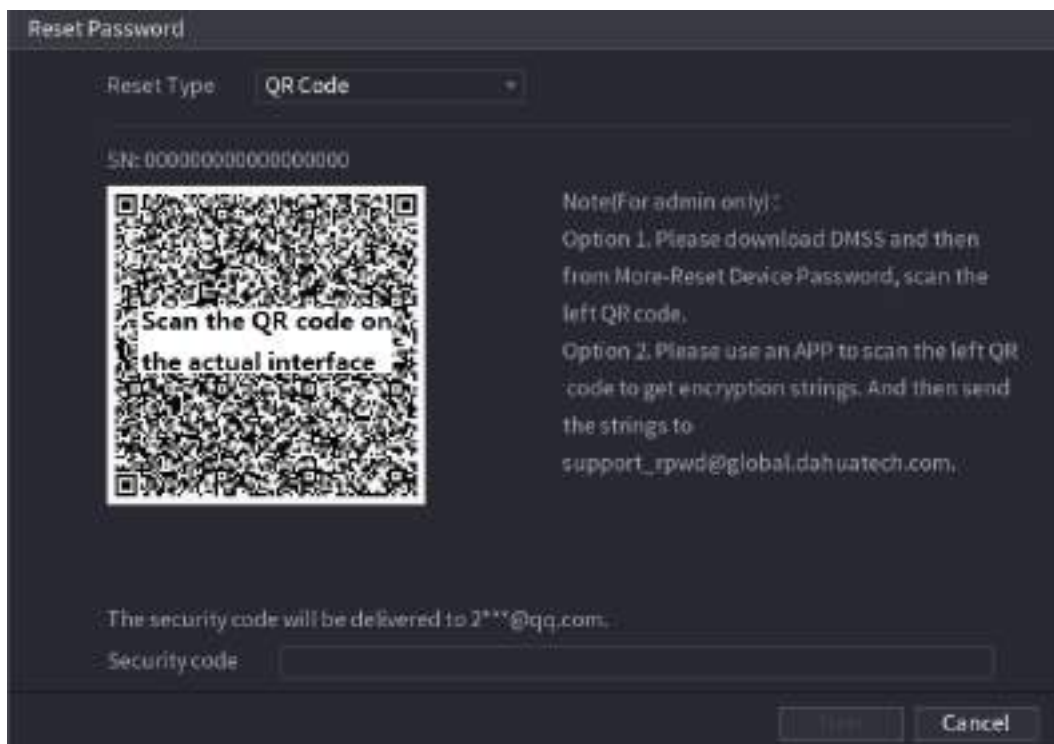 Reset Password
Reset Type QR Code
SN: 000000000000000000
Scan the QR code on
the actual interface
Note(For admin only):
Option 1. Please download DMSS and then
from More-Reset Device Password, scan the
left QR code.
Option 2. Please use an APP to scan the left QR
code to get encryption strings. And then send
the strings to
support_rpwd@global.dahuatech.com.
The security code will be delivered to 2***@qq.com.
Security code
Cancel